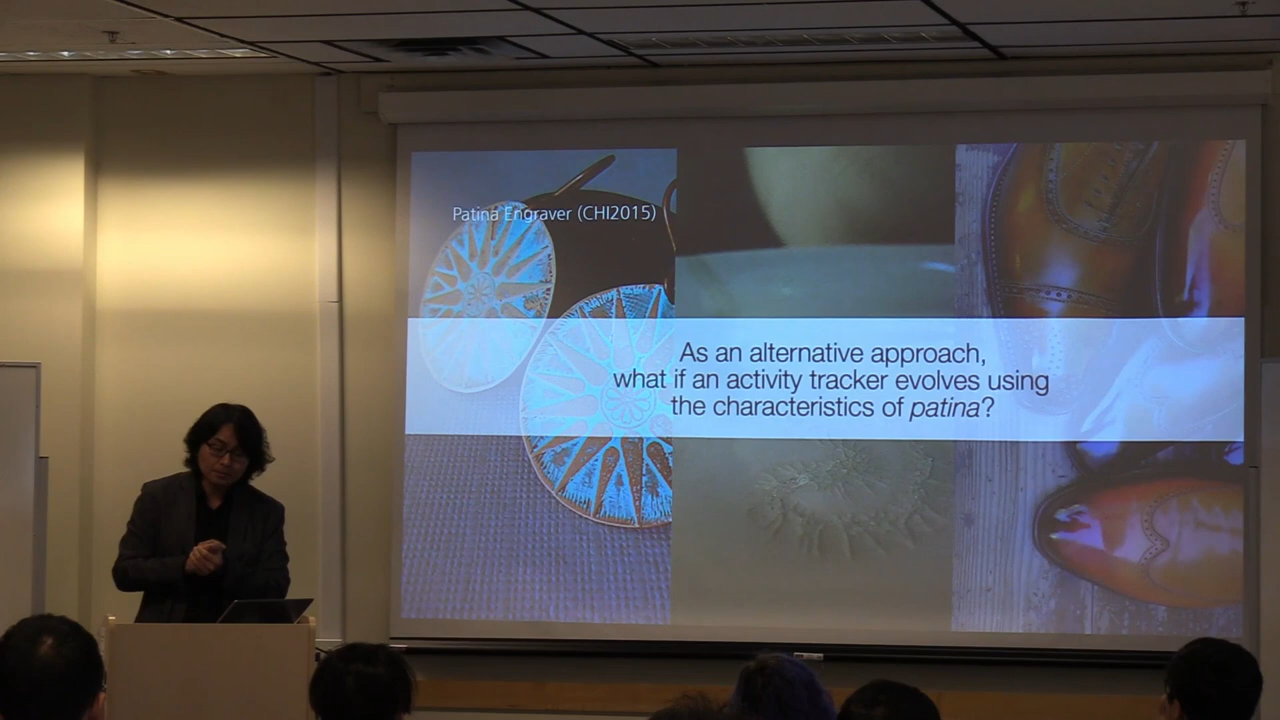 Patina Engraver (CHI2015)
As an alternative approach,
what if an activity tracker evolves using
the characteristics of patina?